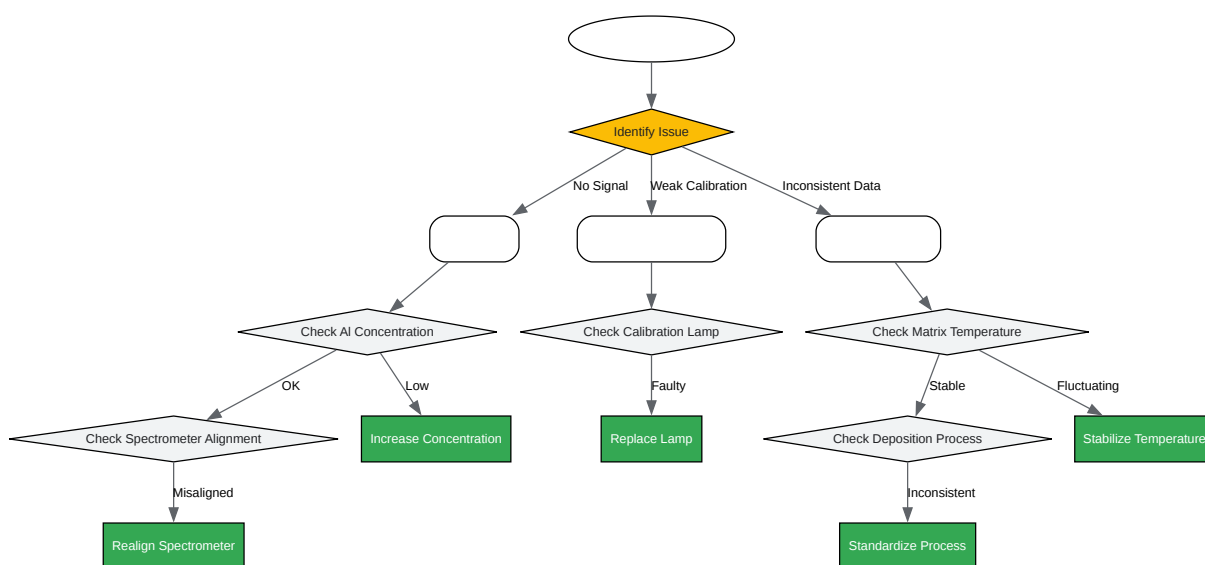 Identify Issue
No Signal
Weak Calibration
Inconsistent Data
Check Al Concentration
Check Calibration Lamp
Check Matrix Temperature
OK
Low
Faulty
Stable
Fluctuating
Check Spectrometer Alignment
Increase Concentration
Replace Lamp
Check Deposition Process
Stabilize Temperature
Misaligned
Inconsistent
Realign Spectrometer
Standardize Process